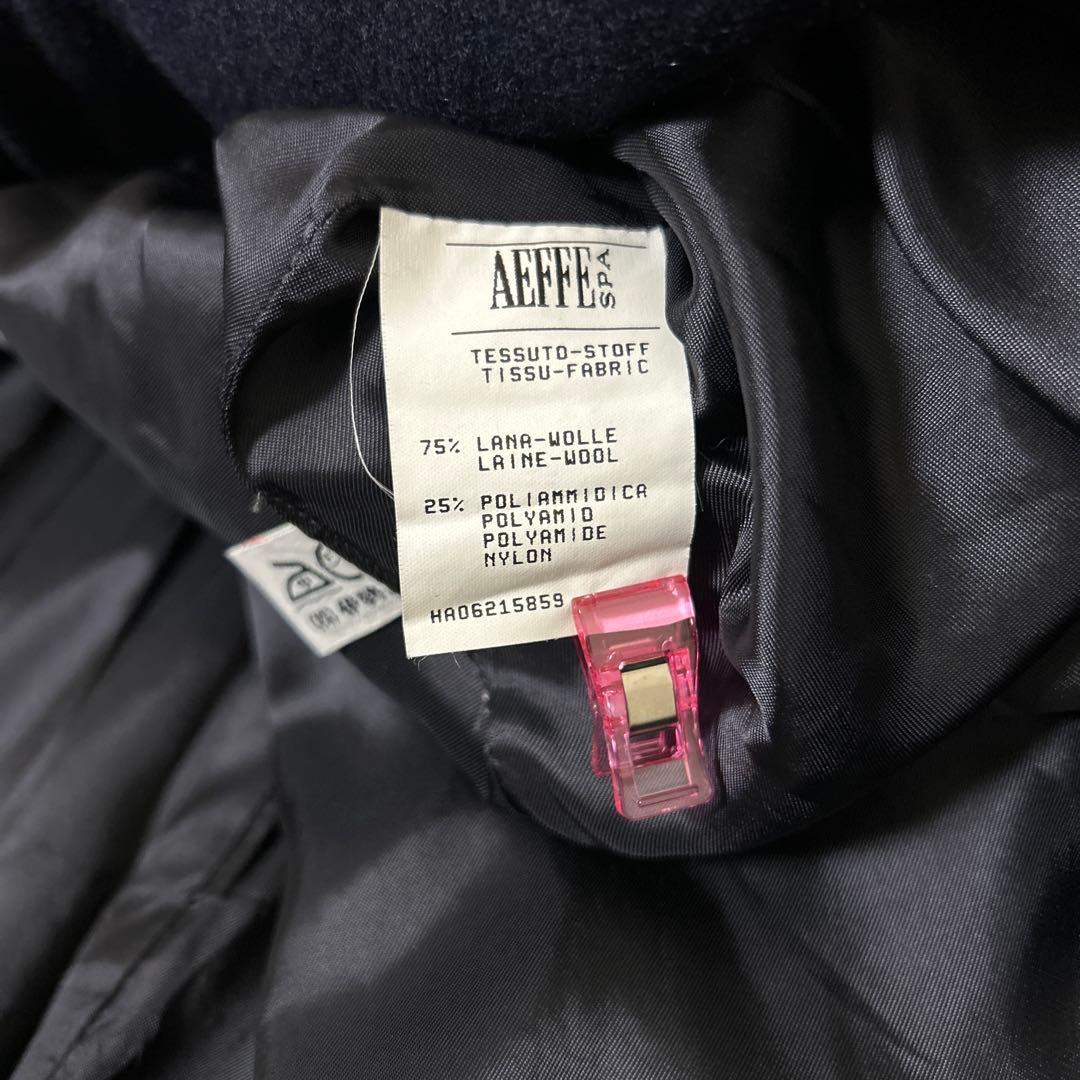 AEFFE SPA
TESSUTO-STOFF
TISSU-FABRIC
75% LANA-WOLLE
LAINE-WOOL
25% POLIAMMIDICA
POLYAMID
POLYAMIDE
NYLON
HA06215859